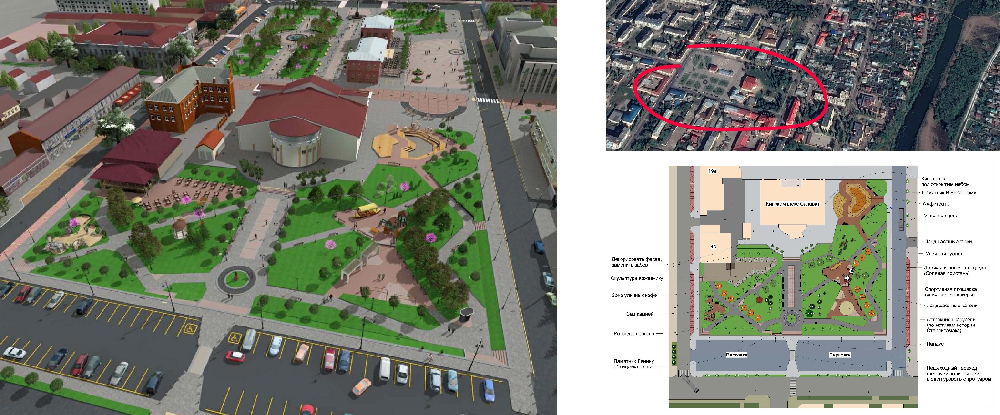 19а
Кинокомплекс Салават
19
Парковка
Парковка
Декорировать фасад,
заменить забор
Скульптура Кожевнику
Зона уличных кафе
Сад камней
Ротонда, пергола
Памятник Ленину
облицовка гранит
Кинотеатр
под открытым небом
Памятник В.Высоцкому
Амфитеатр
Уличная сцена
Ландшафтные горки
Уличный туалет
Детская игровая площадка
(Соляная пристань)
Спортивная площадка
(уличные тренажеры)
Ландшафтные качели
Аттракцион карусель
(по мотивам истории
Стерлитамака)
Пандус
Пешеходный переход
(лежачий полицейский)
в один уровень с тротуаром